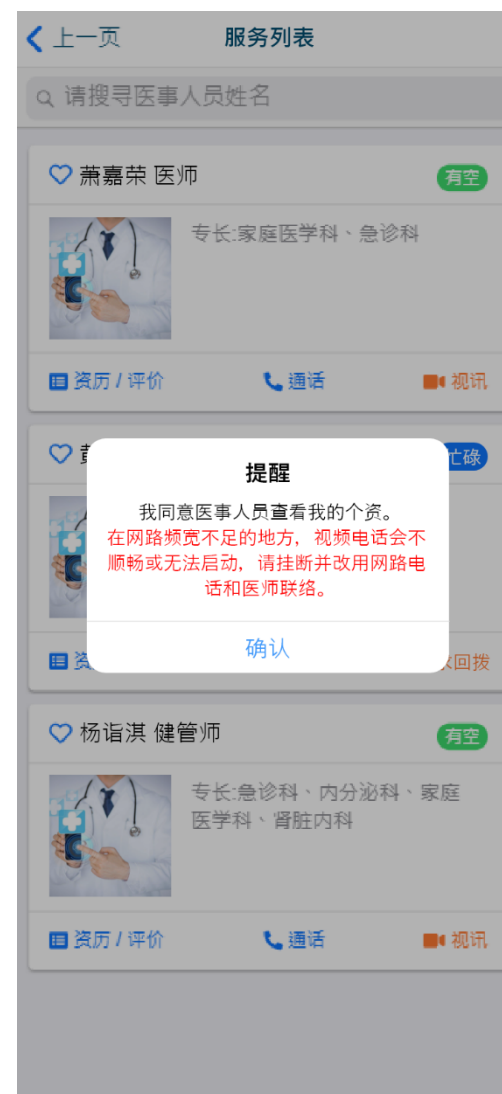 上一页
服务列表
请搜寻医事人员姓名
萧嘉荣 医师
有空
专长:家庭医学科、急诊科
资历 / 评价
通话
视讯
忙碌
提醒
我同意医事人员查看我的个资。
在网路频宽不足的地方，视频电话会不
顺畅或无法启动，请挂断并改用网路电
话和医师联络。
确认
资
回拨
杨诣淇 健管师
有空
专长:急诊科、内分泌科、家庭
医学科、肾脏内科
资历 / 评价
通话
视讯